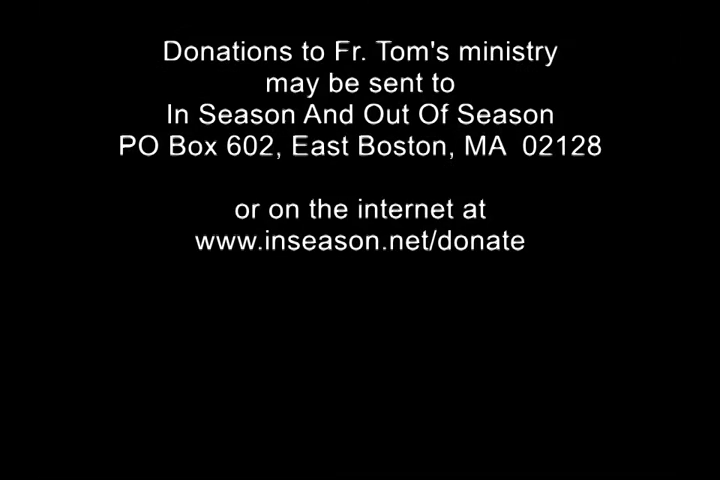 Donations to Fr. Tom's ministry
may be sent to
In Season And Out Of Season
PO Box 602, East Boston, MA  02128
or on the internet at
www.inseason.net/donate